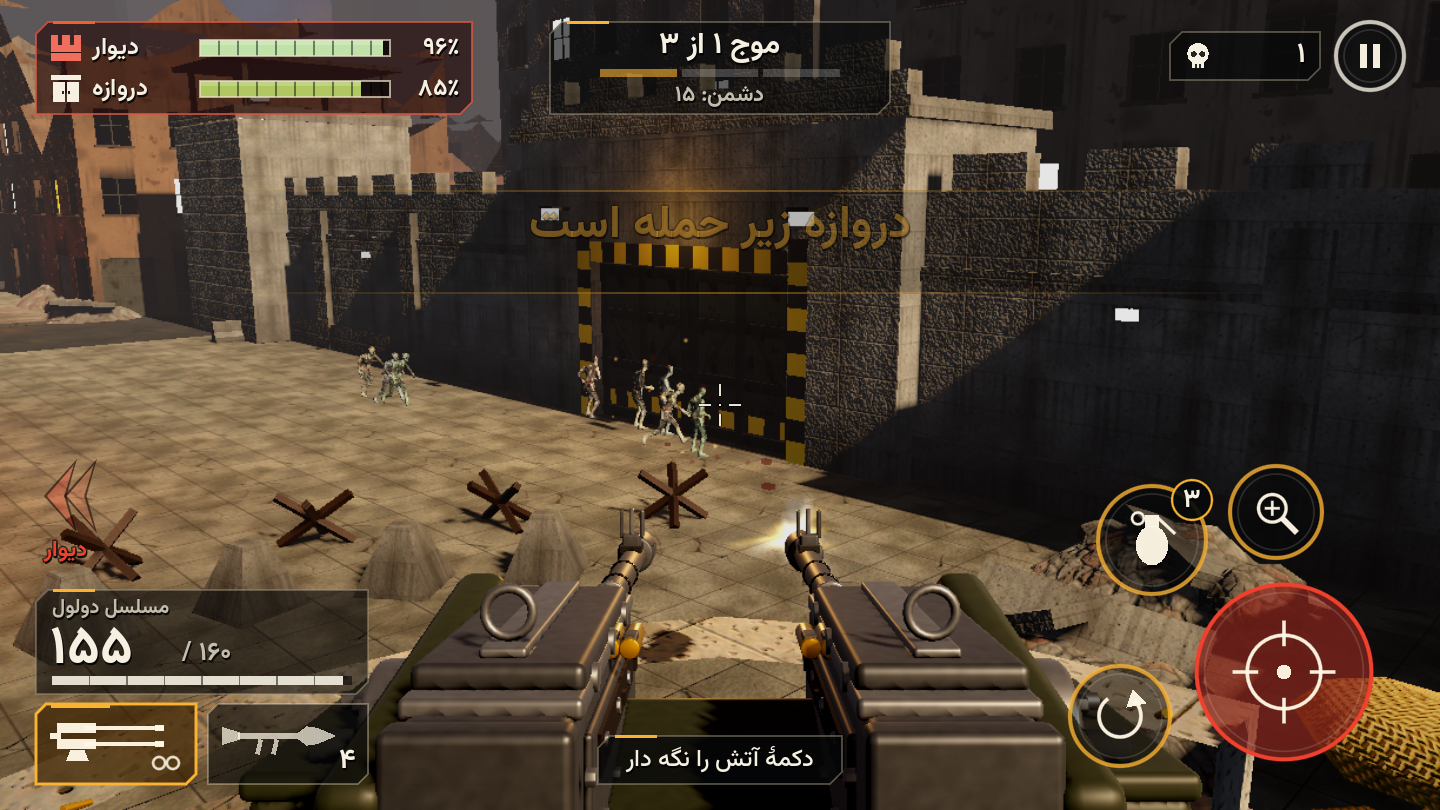 دیوار ۹۶٪
دروازه ۸۵٪
موج ۱ از ۳
دشمن: ۱۵
۱
دروازه زیر حمله است
۳
دیوار
مسلسل دولول
۱۵۵ / ۱۶۰
∞
۴
دکمهٔ آتش را نگه دار